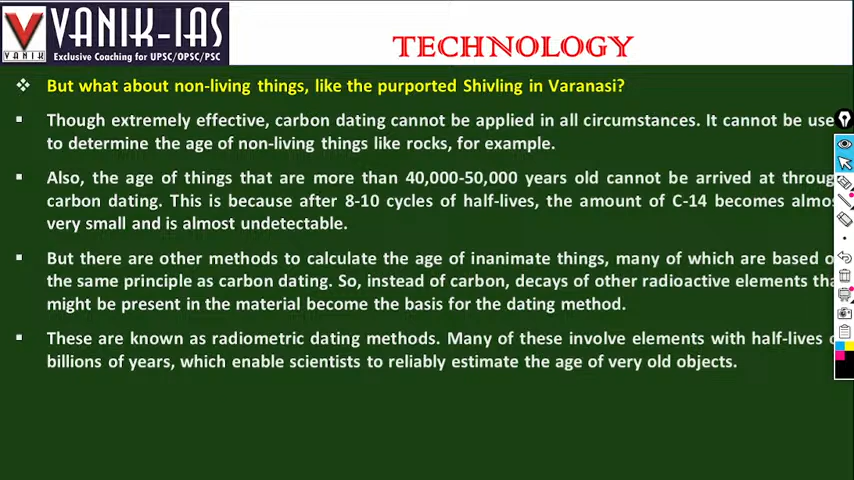 VANIK-IAS
VANIK
Exclusive Coaching for UPSC/OPSC/PSC
TECHNOLOGY
But what about non-living things, like the purported Shivling in Varanasi?
Though extremely effective, carbon dating cannot be applied in all circumstances. It cannot be use
to determine the age of non-living things like rocks, for example.
Also, the age of things that are more than 40,000-50,000 years old cannot be arrived at throug
carbon dating. This is because after 8-10 cycles of half-lives, the amount of C-14 becomes almo
very small and is almost undetectable.
But there are other methods to calculate the age of inanimate things, many of which are based o
the same principle as carbon dating. So, instead of carbon, decays of other radioactive elements tha
might be present in the material become the basis for the dating method.
These are known as radiometric dating methods. Many of these involve elements with half-lives o
billions of years, which enable scientists to reliably estimate the age of very old objects.